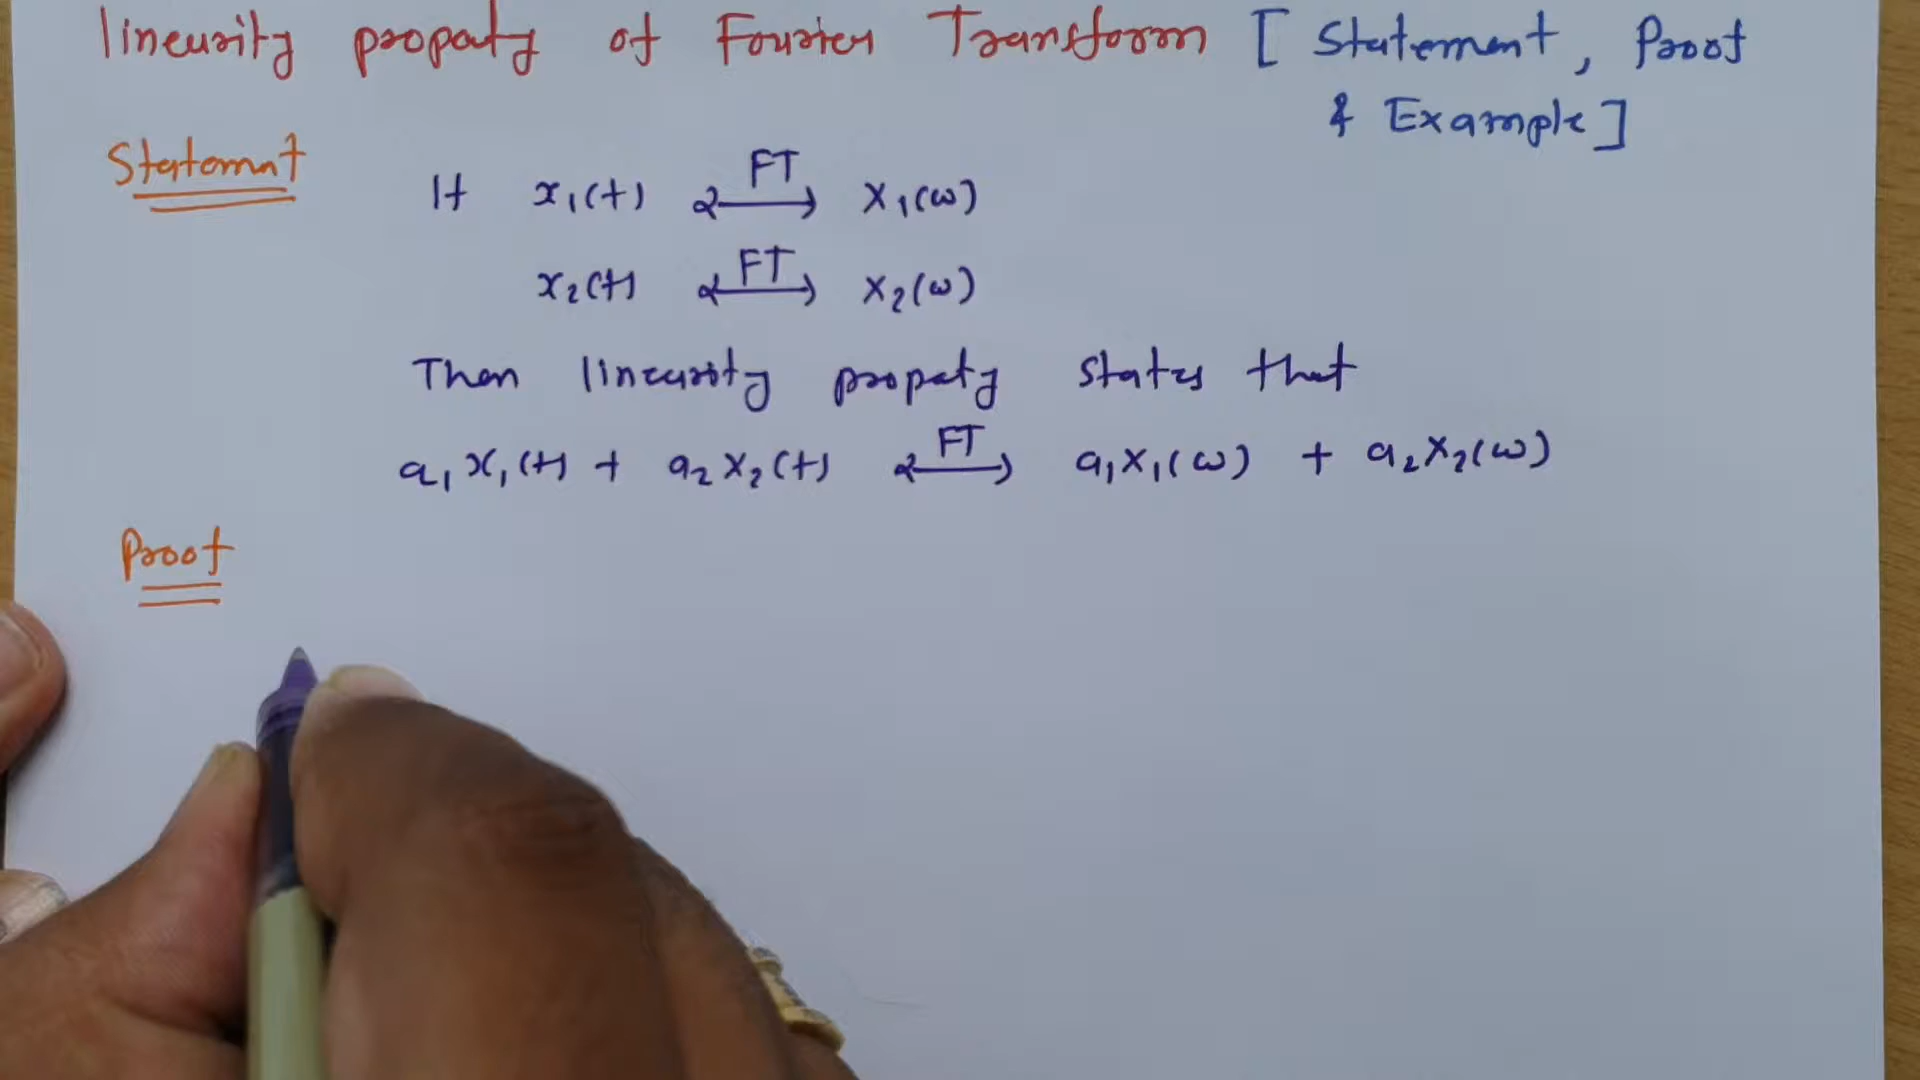 linearity property of Fourier Transform [ Statement, Proof
& Example ]
Statement
If x₁(t) ⟷ FT X₁(ω)
x₂(t) ⟷ FT X₂(ω)
Then linearity property states that
a₁x₁(t) + a₂x₂(t) ⟷ FT a₁X₁(ω) + a₂X₂(ω)
Proof